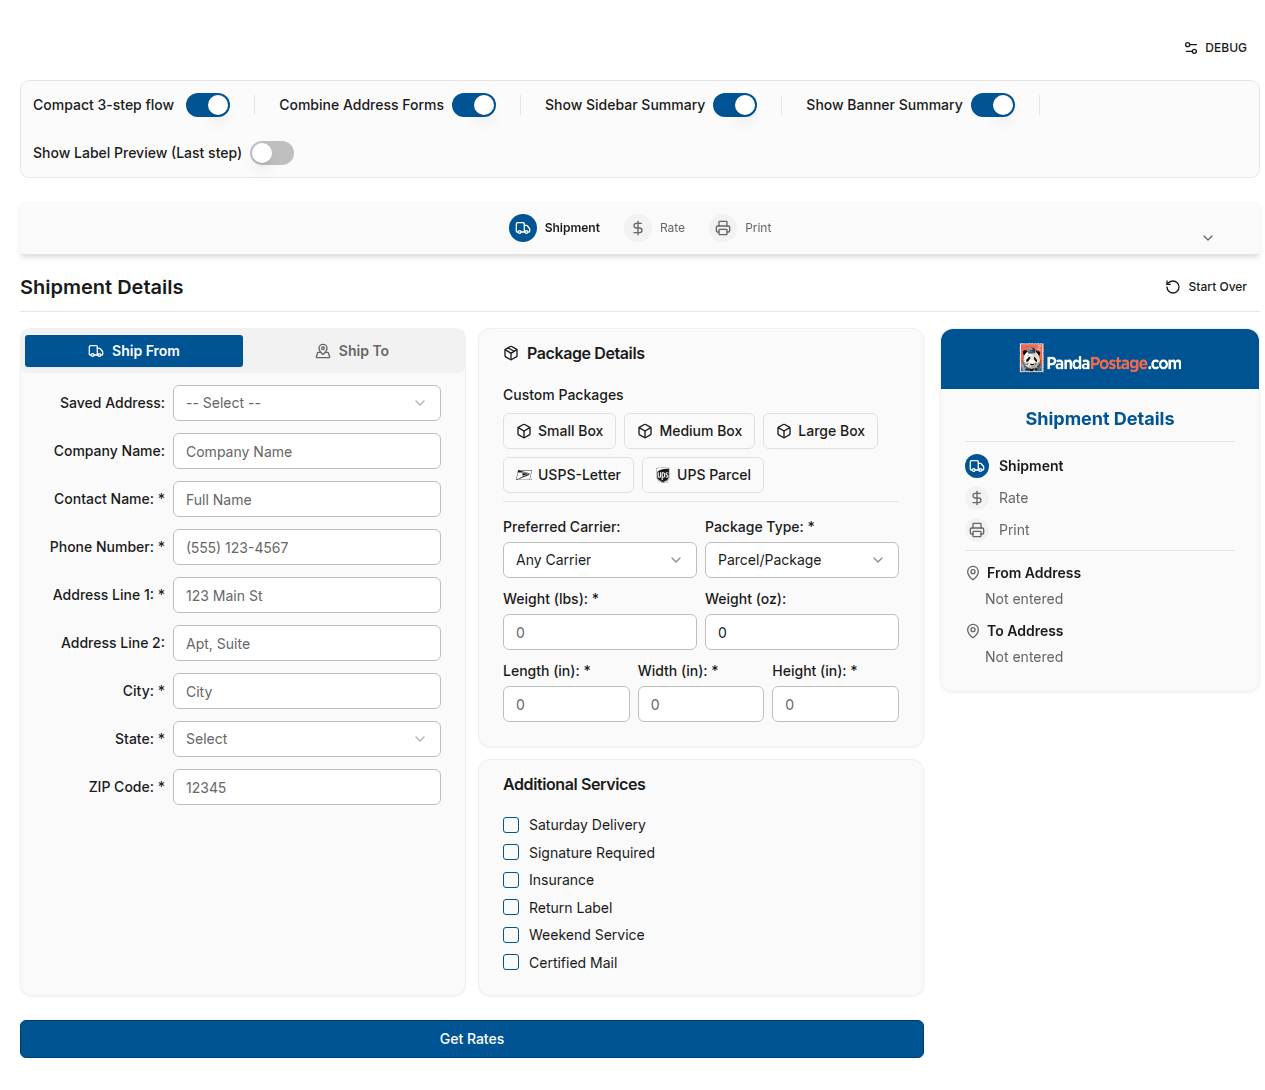 DEBUG
Compact 3-step flow
Combine Address Forms
Show Sidebar Summary
Show Banner Summary
Show Label Preview (Last step)
Shipment
Rate
Print
Shipment Details
Start Over
Ship From
Ship To
Saved Address: -- Select --
Company Name: Company Name
Contact Name: * Full Name
Phone Number: * (555) 123-4567
Address Line 1: * 123 Main St
Address Line 2: Apt, Suite
City: * City
State: * Select
ZIP Code: * 12345
Package Details
Custom Packages
Small Box
Medium Box
Large Box
USPS-Letter
UPS Parcel
Preferred Carrier:
Any Carrier
Package Type: *
Parcel/Package
Weight (lbs): *
0
Weight (oz):
0
Length (in): *
0
Width (in): *
0
Height (in): *
0
Additional Services
Saturday Delivery
Signature Required
Insurance
Return Label
Weekend Service
Certified Mail
Get Rates
PandaPostage.com
Shipment Details
Shipment
Rate
Print
From Address
Not entered
To Address
Not entered